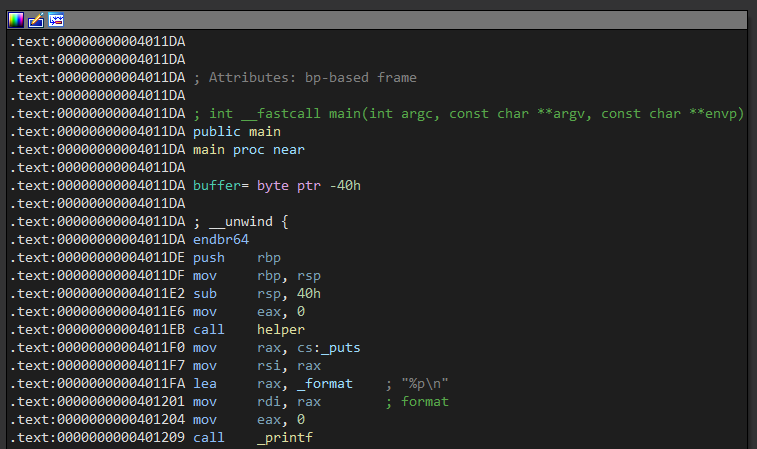 .text:00000000004011DA
.text:00000000004011DA
.text:00000000004011DA ; Attributes: bp-based frame
.text:00000000004011DA
.text:00000000004011DA ; int __fastcall main(int argc, const char **argv, const char **envp)
.text:00000000004011DA public main
.text:00000000004011DA main proc near
.text:00000000004011DA
.text:00000000004011DA buffer= byte ptr -40h
.text:00000000004011DA
.text:00000000004011DA ; __unwind {
.text:00000000004011DA endbr64
.text:00000000004011DE push    rbp
.text:00000000004011DF mov     rbp, rsp
.text:00000000004011E2 sub     rsp, 40h
.text:00000000004011E6 mov     eax, 0
.text:00000000004011EB call    helper
.text:00000000004011F0 mov     rax, cs:_puts
.text:00000000004011F7 mov     rsi, rax
.text:00000000004011FA lea     rax, _format    ; "%p\n"
.text:0000000000401201 mov     rdi, rax        ; format
.text:0000000000401204 mov     eax, 0
.text:0000000000401209 call    _printf